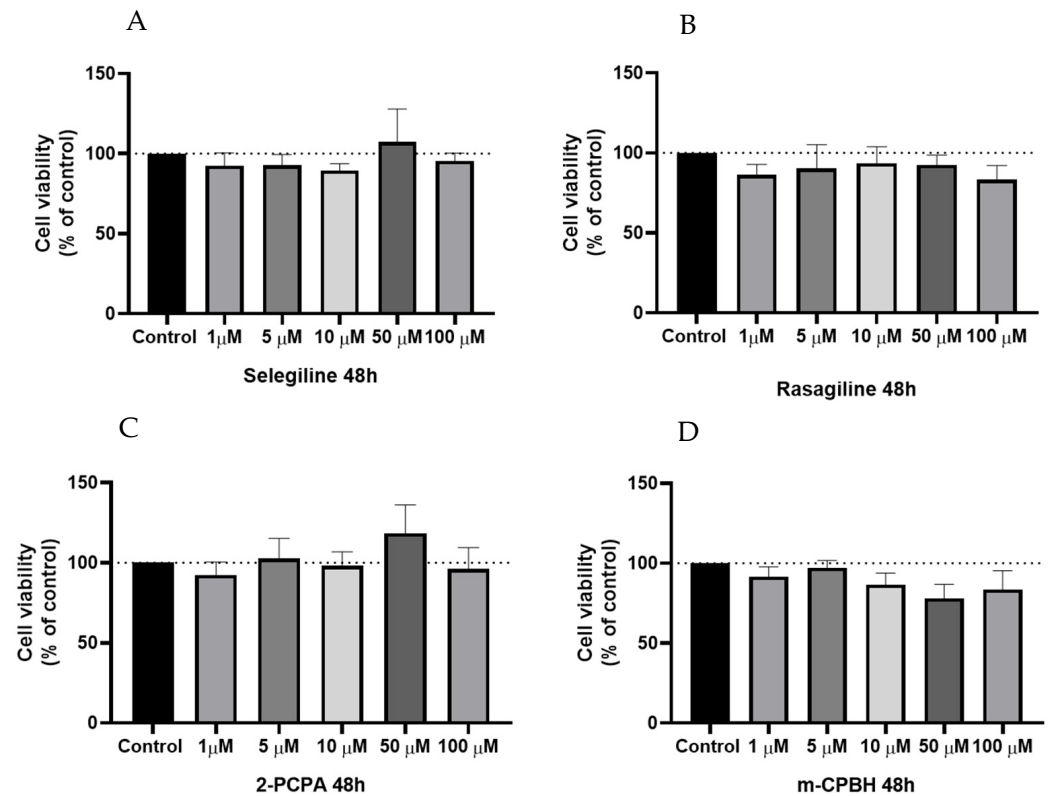 A
150
100
50
0
Cell viability
(% of control)
Control 1μM 5 μM 10 μM 50 μM 100 μM
Selegiline 48h
B
150
100
50
0
Cell viability
(% of control)
Control 1μM 5 μM 10 μM 50 μM 100 μM
Rasagiline 48h
C
150
100
50
0
Cell viability
(% of control)
Control 1μM 5 μM 10 μM 50 μM 100 μM
2-PCPA 48h
D
150
100
50
0
Cell viability
(% of control)
Control 1 μM 5 μM 10 μM 50 μM 100 μM
m-CPBH 48h